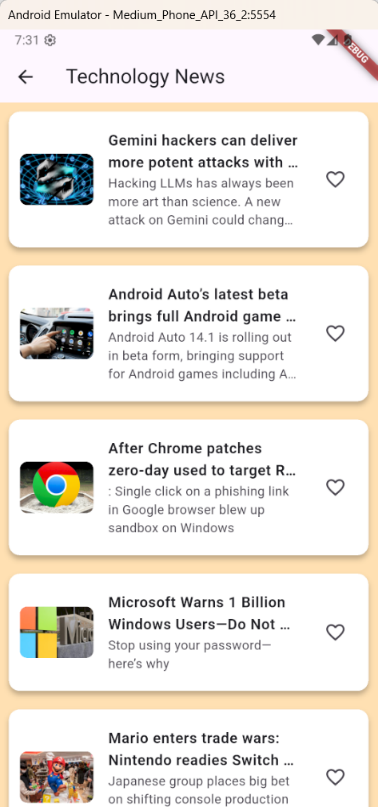 Android Emulator - Medium_Phone_API_36_2:5554
7:31
DEBUG
Technology News
Gemini hackers can deliver
more potent attacks with ...
Hacking LLMs has always been
more art than science. A new
attack on Gemini could chang...
Android Auto's latest beta
brings full Android game ...
Android Auto 14.1 is rolling out
in beta form, bringing support
for Android games including A...
After Chrome patches
zero-day used to target R...
: Single click on a phishing link
in Google browser blew up
sandbox on Windows
Microsoft Warns 1 Billion
Windows Users—Do Not ...
Stop using your password—
here's why
Mario enters trade wars:
Nintendo readies Switch ...
Japanese group places big bet
on shifting console production